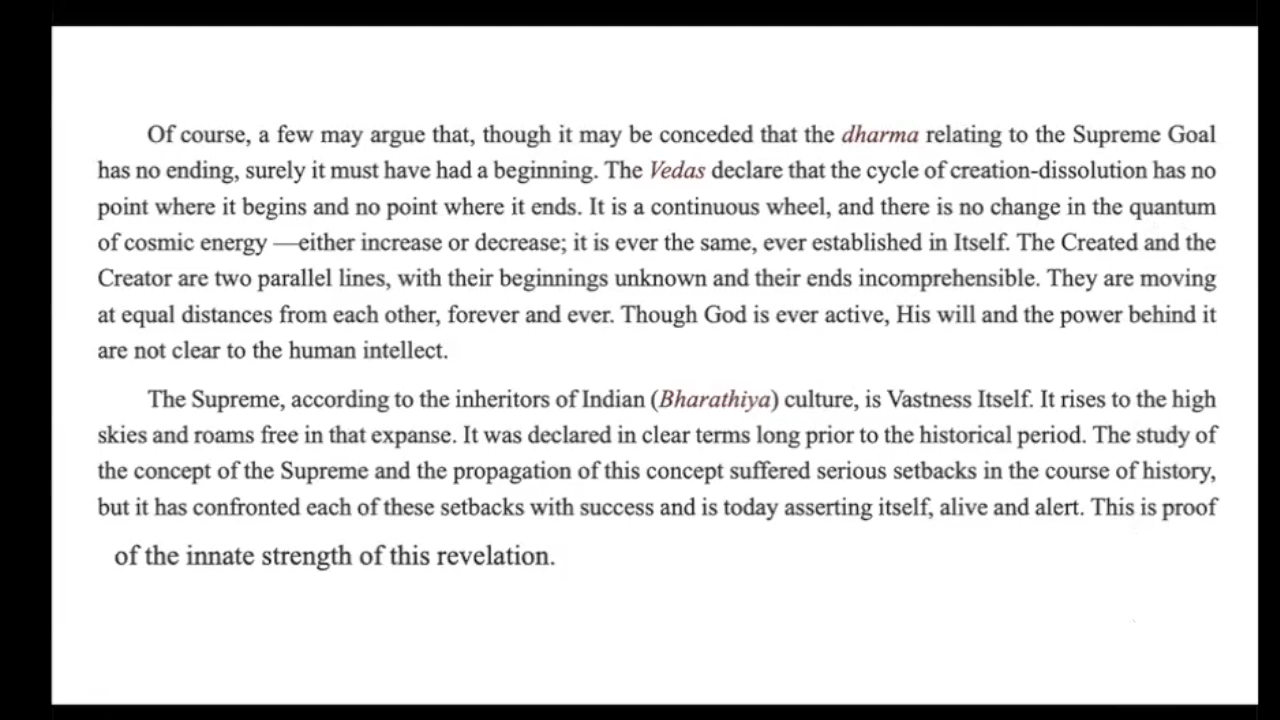 Of course, a few may argue that, though it may be conceded that the dharma relating to the Supreme Goal
has no ending, surely it must have had a beginning. The Vedas declare that the cycle of creation-dissolution has no
point where it begins and no point where it ends. It is a continuous wheel, and there is no change in the quantum
of cosmic energy —either increase or decrease; it is ever the same, ever established in Itself. The Created and the
Creator are two parallel lines, with their beginnings unknown and their ends incomprehensible. They are moving
at equal distances from each other, forever and ever. Though God is ever active, His will and the power behind it
are not clear to the human intellect.
The Supreme, according to the inheritors of Indian (Bharathiya) culture, is Vastness Itself. It rises to the high
skies and roams free in that expanse. It was declared in clear terms long prior to the historical period. The study of
the concept of the Supreme and the propagation of this concept suffered serious setbacks in the course of history,
but it has confronted each of these setbacks with success and is today asserting itself, alive and alert. This is proof
of the innate strength of this revelation.